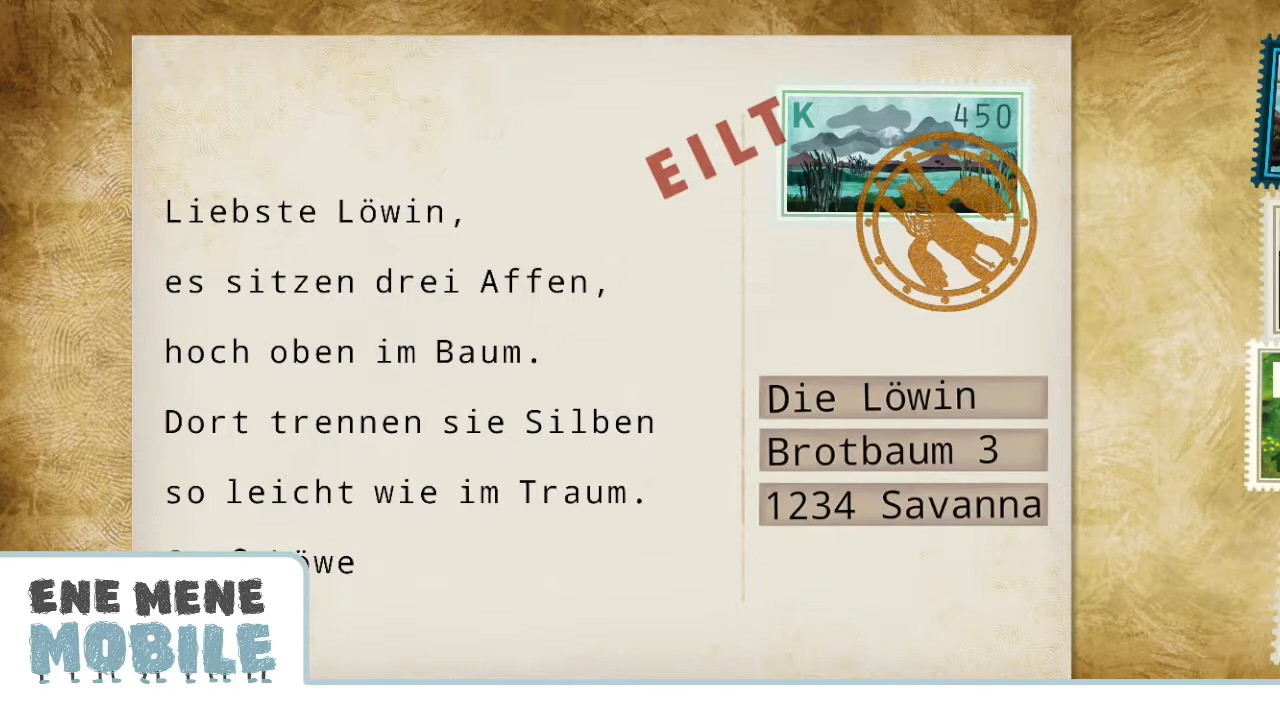 EILT
K 450
Liebste Löwin,
es sitzen drei Affen,
hoch oben im Baum.
Dort trennen sie Silben
so leicht wie im Traum.
Die Löwin
Brotbaum 3
1234 Savanna
ENE MENE
MOBILE